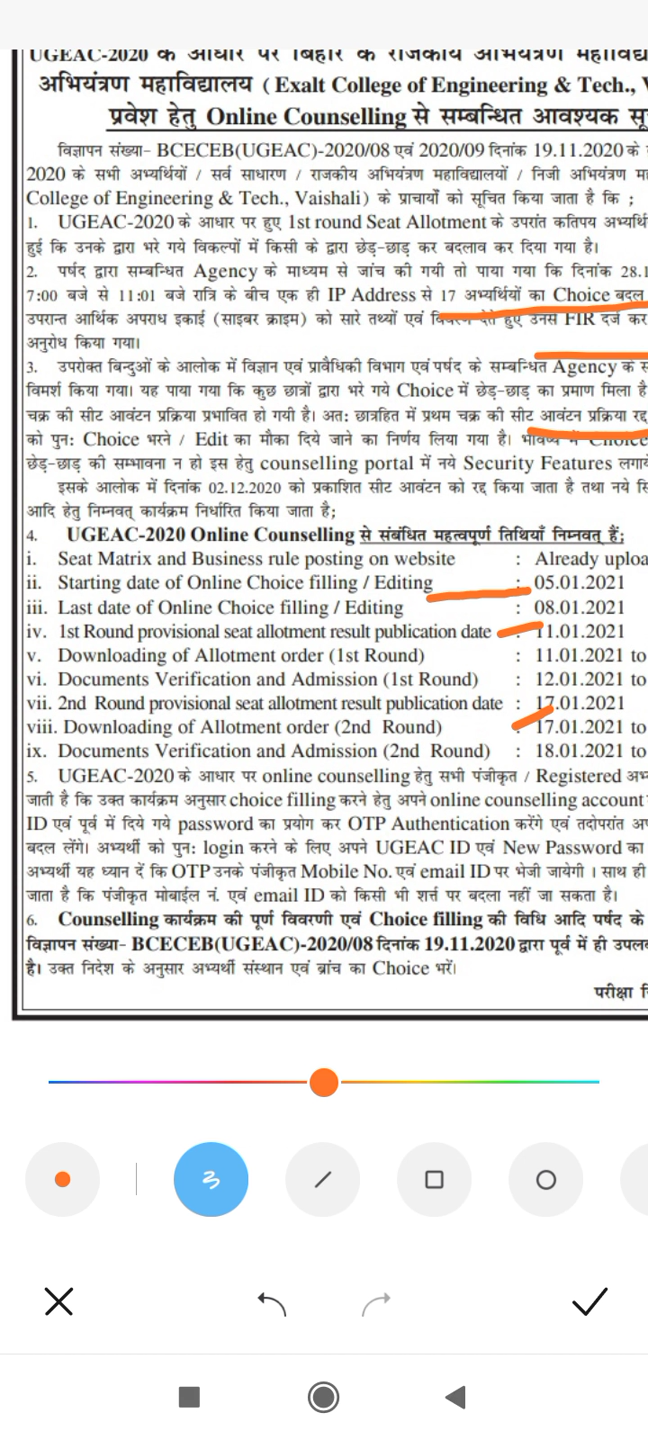 UGEAC-2020 के आधार पर बिहार के राजकीय अभियंत्रण
अभियंत्रण महाविद्यालय ( Exalt College of Engineering & Tech.,
प्रवेश हेतु Online Counselling से सम्बन्धित आवश्यक
विज्ञापन संख्या- BCECEB(UGEAC)-2020/08 एवं 2020/09 दिनांक 19.11.2020 के
2020 के सभी अभ्यर्थियों / सर्व साधारण / राजकीय अभियंत्रण महाविद्यालयों / निजी अभियंत्रण
College of Engineering & Tech., Vaishali) के प्राचार्यों को सूचित किया जाता है कि ;
1. UGEAC-2020 के आधार पर हुए 1st round Seat Allotment के उपरांत कतिपय
हुई कि उनके द्वारा भरे गये विकल्पों में किसी के द्वारा छेड़-छाड़ कर बदलाव कर दिया गया है।
2. पर्षद द्वारा सम्बन्धित Agency के माध्यम से जांच की गयी तो पाया गया कि दिनांक 28.1
7:00 बजे से 11:01 बजे रात्रि के बीच एक ही IP Address से 17 अभ्यर्थियों का Choice बदल
उपरान्त आर्थिक अपराध इकाई (साइबर क्राइम) को सारे तथ्यों एवं विवरण देते हुए उनसे FIR दर्ज कर
अनुरोध किया गया।
3. उपरोक्त बिन्दुओं के आलोक में विज्ञान एवं प्रावैधिकी विभाग एवं पर्षद के सम्बन्धित Agency के
विमर्श किया गया। यह पाया गया कि कुछ छात्रों द्वारा भरे गये Choice में छेड़-छाड़ का प्रमाण मिला है
चक्र की सीट आवंटन प्रक्रिया प्रभावित हो गयी है। अत: छात्रहित में प्रथम चक्र की सीट आवंटन प्रक्रिया रद्द
को पुन: Choice भरने / Edit का मौका दिये जाने का निर्णय लिया गया है। भविष्य में Choice
छेड़-छाड़ की सम्भावना न हो इस हेतु counselling portal में नये Security Features
इसके आलोक में दिनांक 02.12.2020 को प्रकाशित सीट आवंटन को रद्द किया जाता है तथा नये
आदि हेतु निम्नवत् कार्यक्रम निर्धारित किया जाता है;
4. UGEAC-2020 Online Counselling से संबंधित महत्वपूर्ण तिथियाँ निम्नवत् हैं;
i. Seat Matrix and Business rule posting on website : Already uploa
ii. Starting date of Online Choice filling / Editing : 05.01.2021
iii. Last date of Online Choice filling / Editing : 08.01.2021
iv. 1st Round provisional seat allotment result publication date : 11.01.2021
v. Downloading of Allotment order (1st Round) : 11.01.2021 to
vi. Documents Verification and Admission (1st Round) : 12.01.2021 to
vii. 2nd Round provisional seat allotment result publication date : 17.01.2021
viii. Downloading of Allotment order (2nd Round) : 17.01.2021 to
ix. Documents Verification and Admission (2nd Round) : 18.01.2021 to
5. UGEAC-2020 के आधार पर online counselling हेतु सभी पंजीकृत / Registered
जाती है कि उक्त कार्यक्रम अनुसार choice filling करने हेतु अपने online counselling account
ID एवं पूर्व में दिये गये password का प्रयोग कर OTP Authentication करेंगे एवं तदोपरांत
बदल लेंगे। अभ्यर्थी को पुन: login करने के लिए अपने UGEAC ID एवं New Password का
अभ्यर्थी यह ध्यान दें कि OTP उनके पंजीकृत Mobile No. एवं email ID पर भेजी जायेगी । साथ ही
जाता है कि पंजीकृत मोबाईल नं. एवं email ID को किसी भी शर्त्त पर बदला नहीं जा सकता है।
6. Counselling कार्यक्रम की पूर्ण विवरणी एवं Choice filling की विधि आदि पर्षद के
विज्ञापन संख्या- BCECEB(UGEAC)-2020/08 दिनांक 19.11.2020 द्वारा पूर्व में ही
है। उक्त निदेश के अनुसार अभ्यर्थी संस्थान एवं ब्रांच का Choice भरें।
परीक्षा